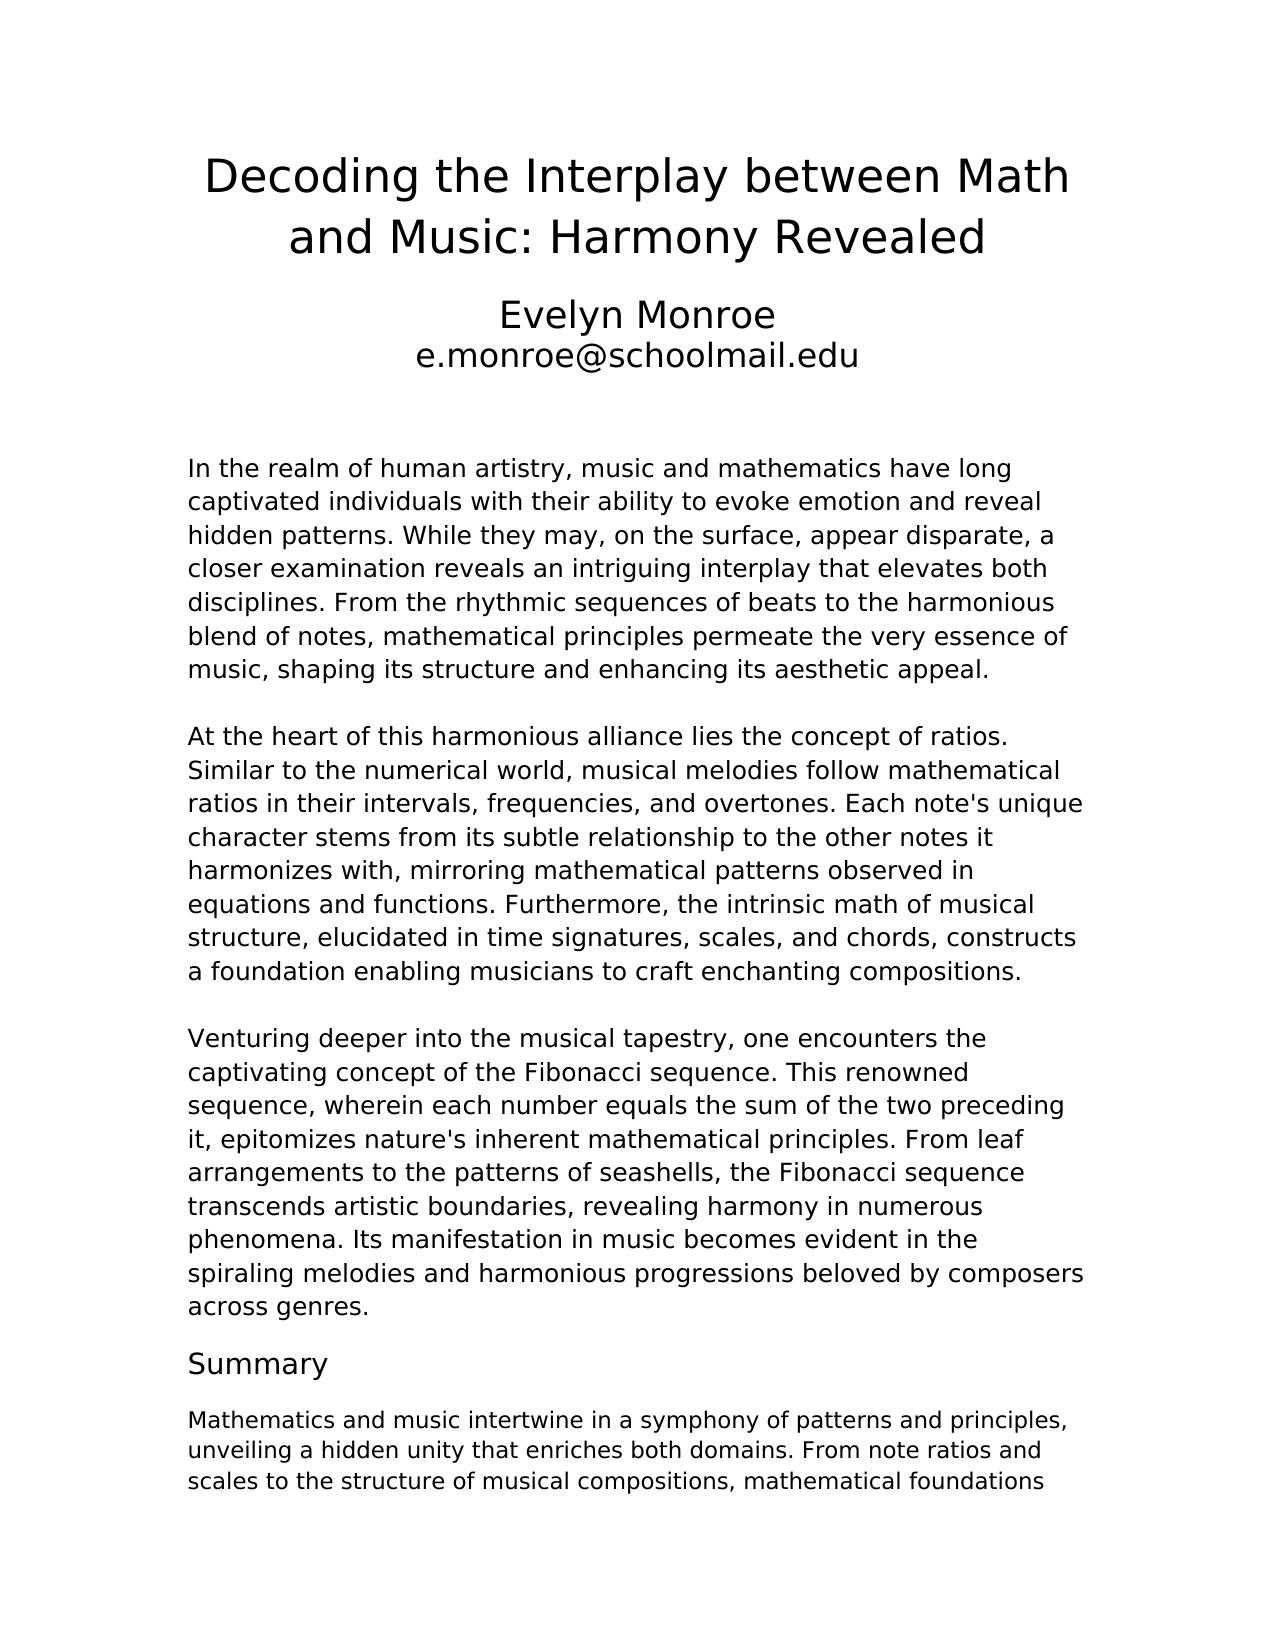 Decoding the Interplay between Math
and Music: Harmony Revealed
Evelyn Monroe
e.monroe@schoolmail.edu
In the realm of human artistry, music and mathematics have long
captivated individuals with their ability to evoke emotion and reveal
hidden patterns. While they may, on the surface, appear disparate, a
closer examination reveals an intriguing interplay that elevates both
disciplines. From the rhythmic sequences of beats to the harmonious
blend of notes, mathematical principles permeate the very essence of
music, shaping its structure and enhancing its aesthetic appeal.
At the heart of this harmonious alliance lies the concept of ratios.
Similar to the numerical world, musical melodies follow mathematical
ratios in their intervals, frequencies, and overtones. Each note's unique
character stems from its subtle relationship to the other notes it
harmonizes with, mirroring mathematical patterns observed in
equations and functions. Furthermore, the intrinsic math of musical
structure, elucidated in time signatures, scales, and chords, constructs
a foundation enabling musicians to craft enchanting compositions.
Venturing deeper into the musical tapestry, one encounters the
captivating concept of the Fibonacci sequence. This renowned
sequence, wherein each number equals the sum of the two preceding
it, epitomizes nature's inherent mathematical principles. From leaf
arrangements to the patterns of seashells, the Fibonacci sequence
transcends artistic boundaries, revealing harmony in numerous
phenomena. Its manifestation in music becomes evident in the
spiraling melodies and harmonious progressions beloved by composers
across genres.
Summary
Mathematics and music intertwine in a symphony of patterns and principles,
unveiling a hidden unity that enriches both domains. From note ratios and
scales to the structure of musical compositions, mathematical foundations